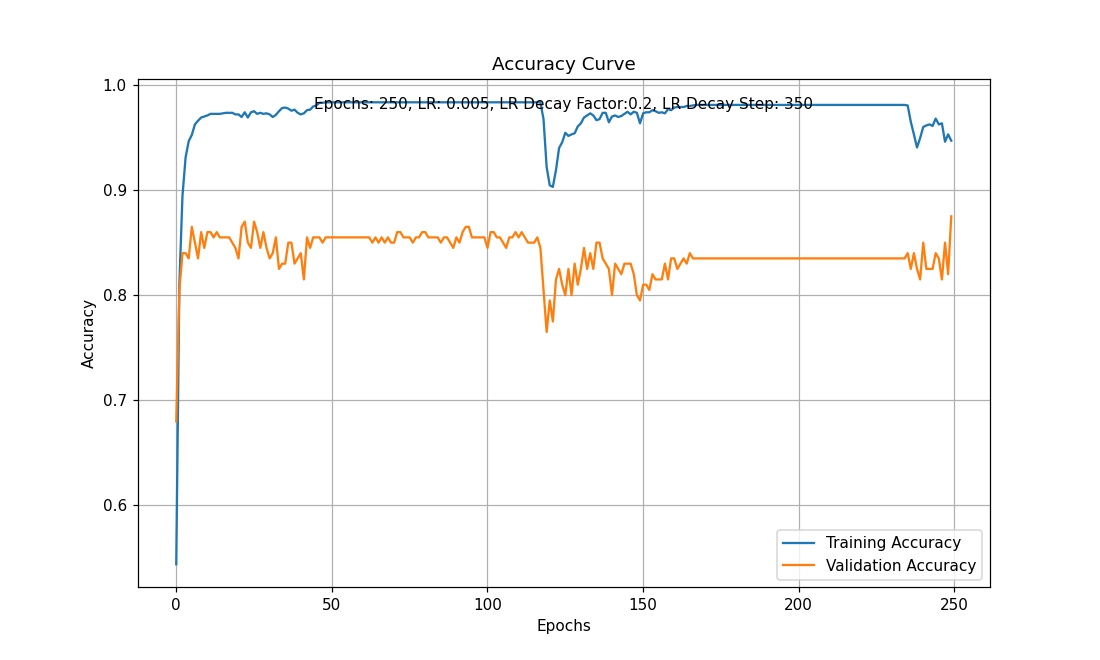 Accuracy Curve
Epochs: 250, LR: 0.005, LR Decay Factor:0.2, LR Decay Step: 350
1.0
0.9
0.8
0.7
0.6
Accuracy
0
50
100
150
200
250
Epochs
Training Accuracy
Validation Accuracy